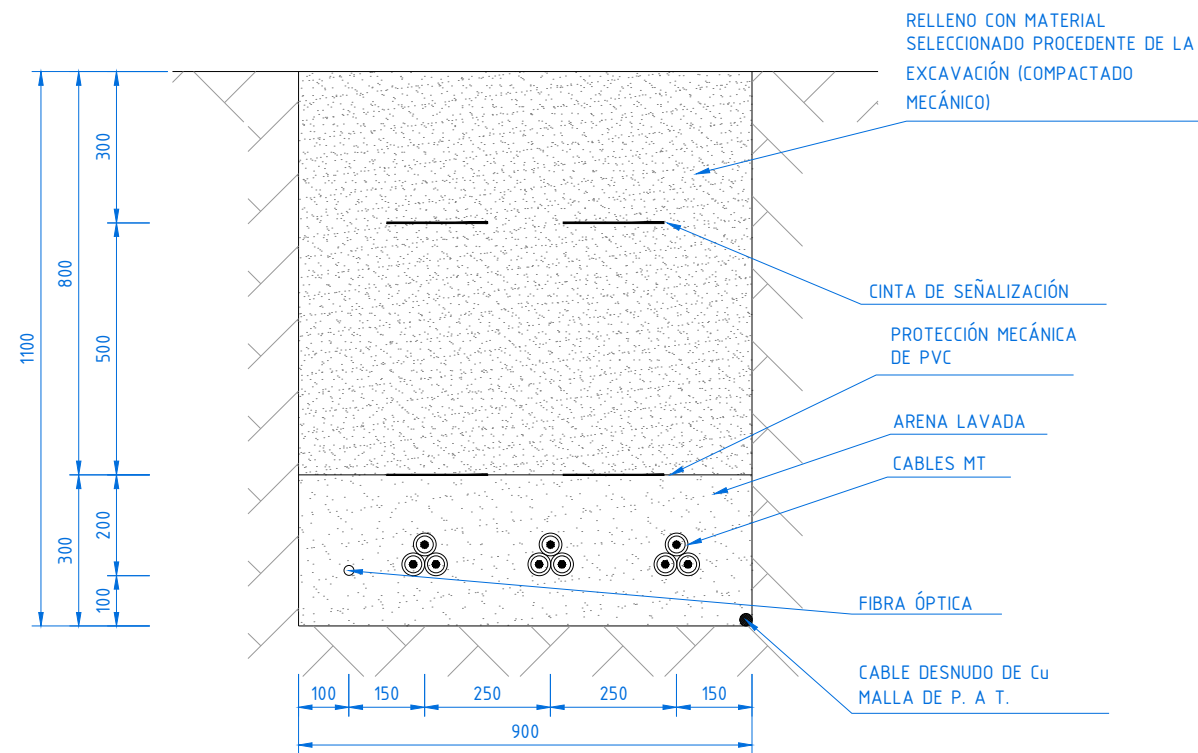 RELLENO CON MATERIAL
SELECCIONADO PROCEDENTE DE LA
EXCAVACIÓN (COMPACTADO
MECÁNICO)
CINTA DE SEÑALIZACIÓN
PROTECCIÓN MECÁNICA
DE PVC
ARENA LAVADA
CABLES MT
FIBRA ÓPTICA
CABLE DESNUDO DE Cu
MALLA DE P. A T.
1100
800
300
300
500
200
100
100
150
250
250
150
900